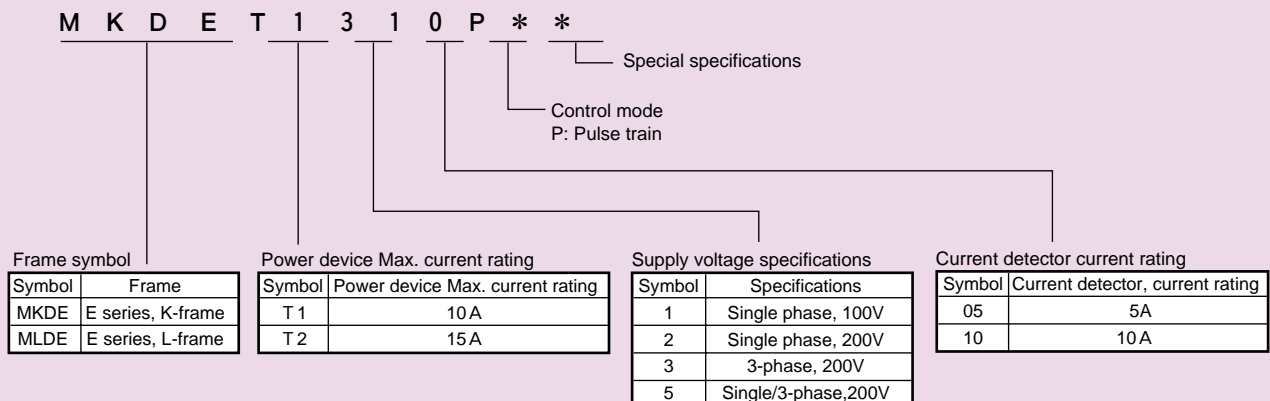 M K D E T 1 3 1 0 P * *
Special specifications
Control mode
P: Pulse train
Frame symbol
Symbol Frame
MKDE E series, K-frame
MLDE E series, L-frame
Power device Max. current rating
Symbol Power device Max. current rating
T 1 10 A
T 2 15 A
Supply voltage specifications
Symbol Specifications
1 Single phase, 100V
2 Single phase, 200V
3 3-phase, 200V
5 Single/3-phase,200V
Current detector current rating
Symbol Current detector, current rating
05 5A
10 10 A